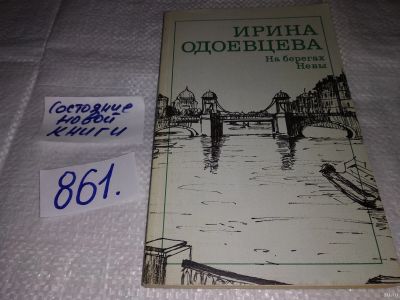 ИРИНА
ОДОЕВЦЕВА
На берегах
Невы
Состояние
новой
книги
861.